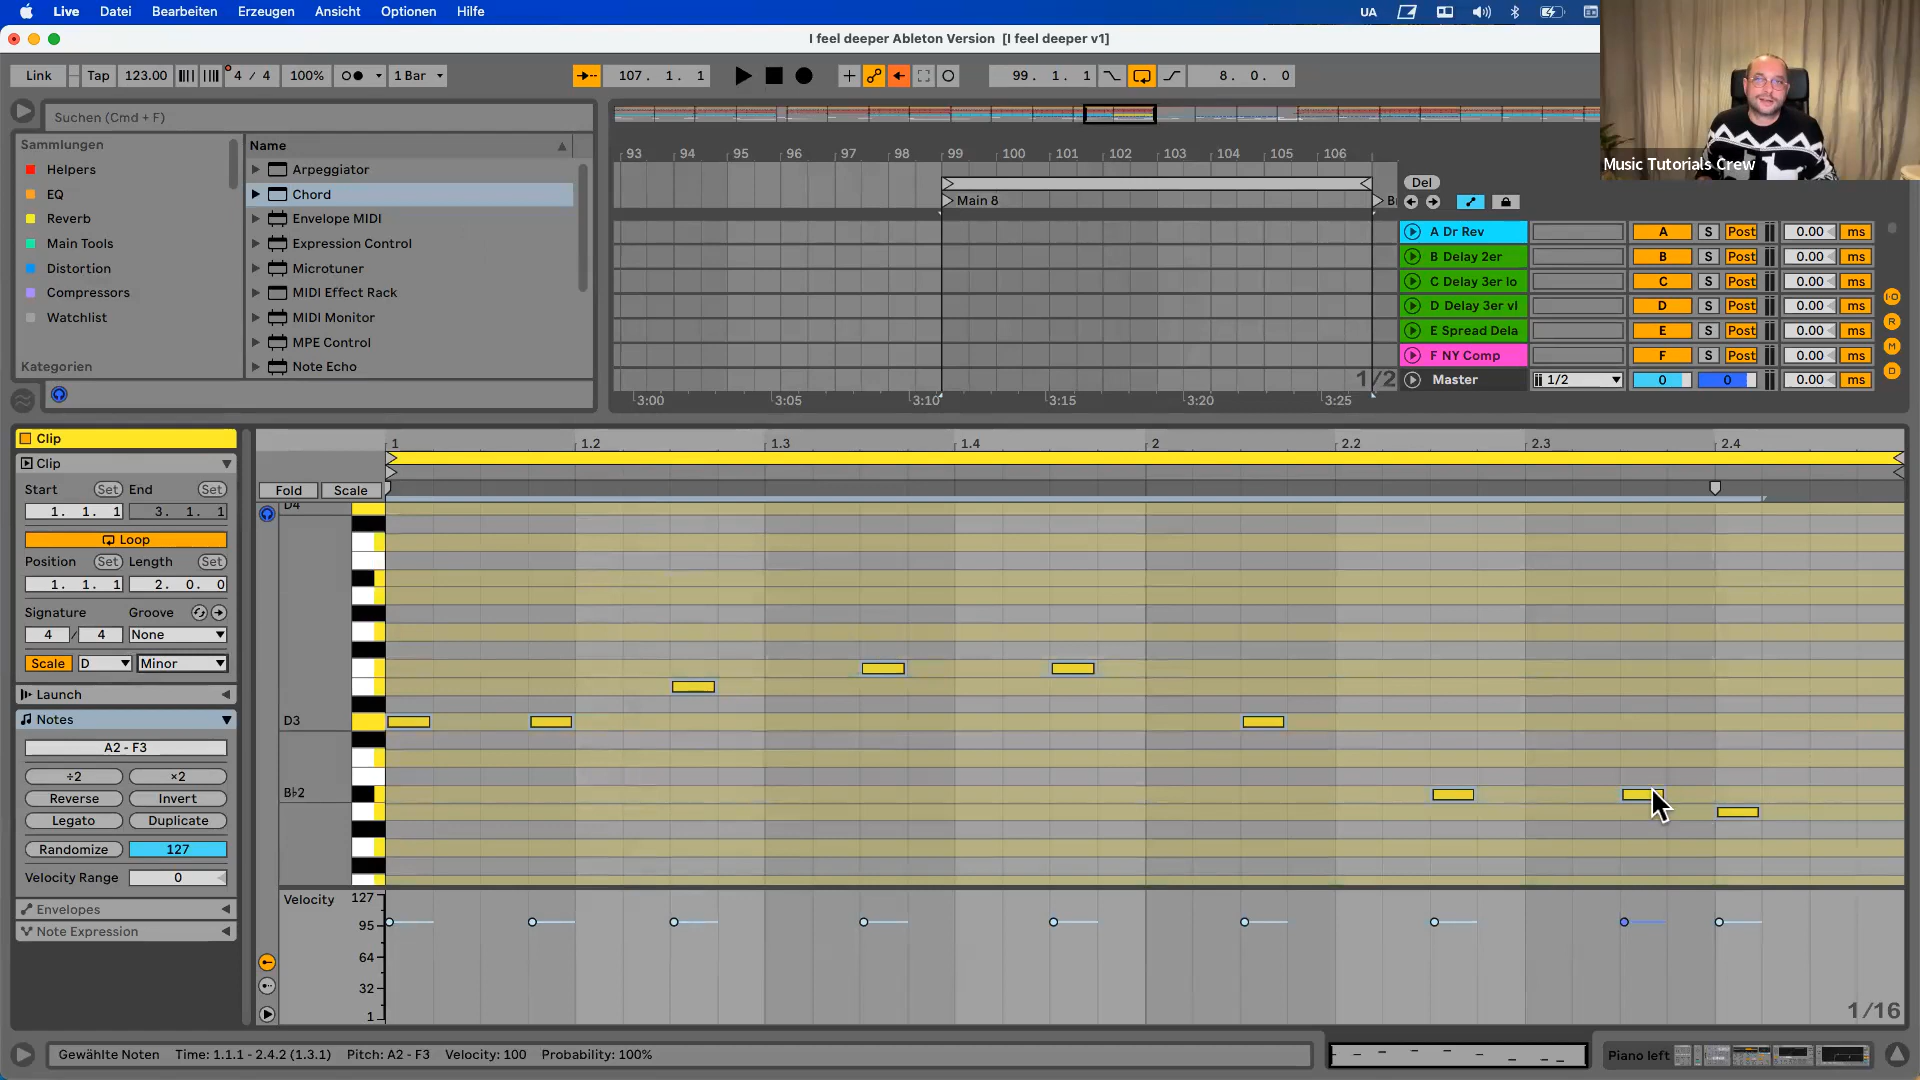 Live Datei Bearbeiten Erzeugen Ansicht Optionen Hilfe UA
I feel deeper Ableton Version [I feel deeper v1]
Link Tap 123.00 4 / 4 100% 1 Bar 107. 1. 1 99. 1. 1 8. 0. 0
Music Tutorials Crew
Suchen (Cmd + F)
Sammlungen
Helpers
EQ
Reverb
Main Tools
Distortion
Compressors
Watchlist
Kategorien
Name
Arpeggiator
Chord
Envelope MIDI
Expression Control
Microtuner
MIDI Effect Rack
MIDI Monitor
MPE Control
Note Echo
93 94 95 96 97 98 99 100 101 102 103 104 105 106
Main 8
Del
A Dr Rev A S Post 0.00 ms
B Delay 2er B S Post 0.00 ms
C Delay 3er lo C S Post 0.00 ms
D Delay 3er vl D S Post 0.00 ms
E Spread Dela E S Post 0.00 ms
F NY Comp F S Post 0.00 ms
Master 1/2 0 0 0.00 ms
I·O
R
M
D
1/2
3:00 3:05 3:10 3:15 3:20 3:25
Clip
Clip
Start Set End Set
1. 1. 1 3. 1. 1
Loop
Position Set Length Set
1. 1. 1 2. 0. 0
Signature Groove
4 / 4 None
Scale D Minor
Launch
Notes
A2 - F3
÷2 ×2
Reverse Invert
Legato Duplicate
Randomize 127
Velocity Range 0
Envelopes
Note Expression
1 1.2 1.3 1.4 2 2.2 2.3 2.4
Fold Scale
D4
D3
B♭2
Velocity 127
95
64
32
1
1/16
Gewählte Noten Time: 1.1.1 - 2.4.2 (1.3.1) Pitch: A2 - F3 Velocity: 100 Probability: 100%
Piano left